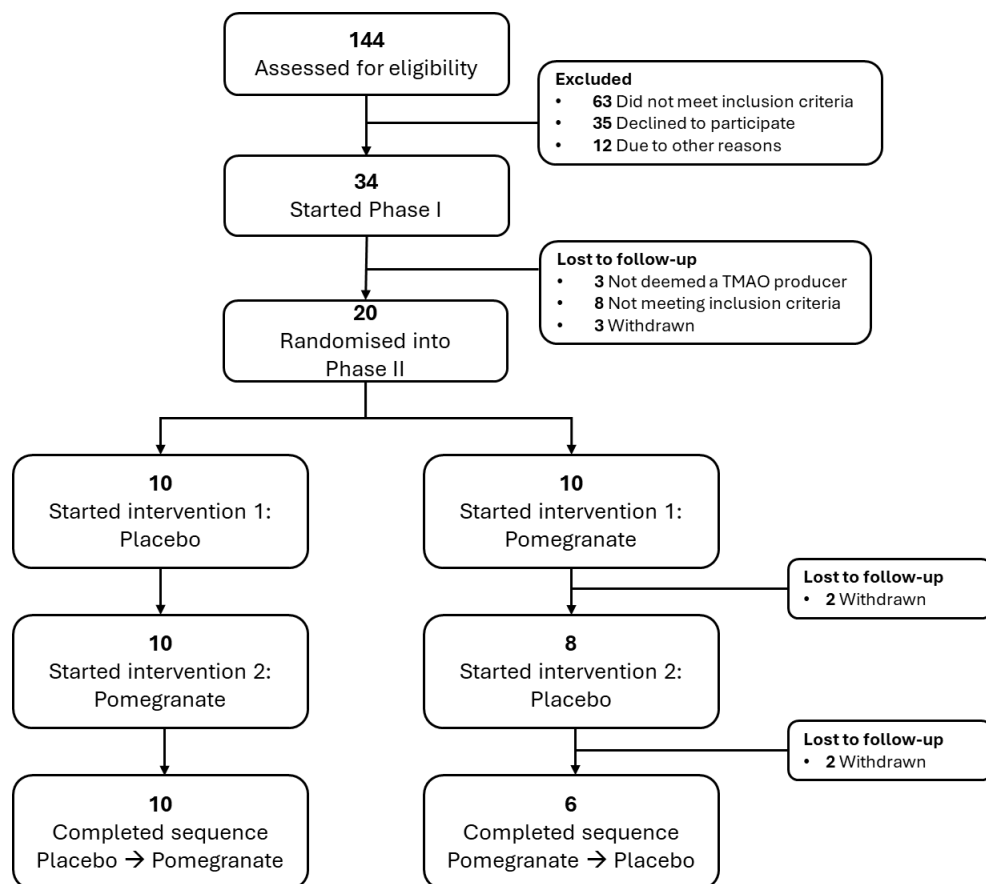 144
Assessed for eligibility
Excluded
• 63 Did not meet inclusion criteria
• 35 Declined to participate
• 12 Due to other reasons
34
Started Phase I
Lost to follow-up
• 3 Not deemed a TMAO producer
• 8 Not meeting inclusion criteria
• 3 Withdrawn
20
Randomised into
Phase II
10
Started intervention 1:
Placebo
10
Started intervention 1:
Pomegranate
Lost to follow-up
• 2 Withdrawn
10
Started intervention 2:
Pomegranate
8
Started intervention 2:
Placebo
Lost to follow-up
• 2 Withdrawn
10
Completed sequence
Placebo → Pomegranate
6
Completed sequence
Pomegranate → Placebo